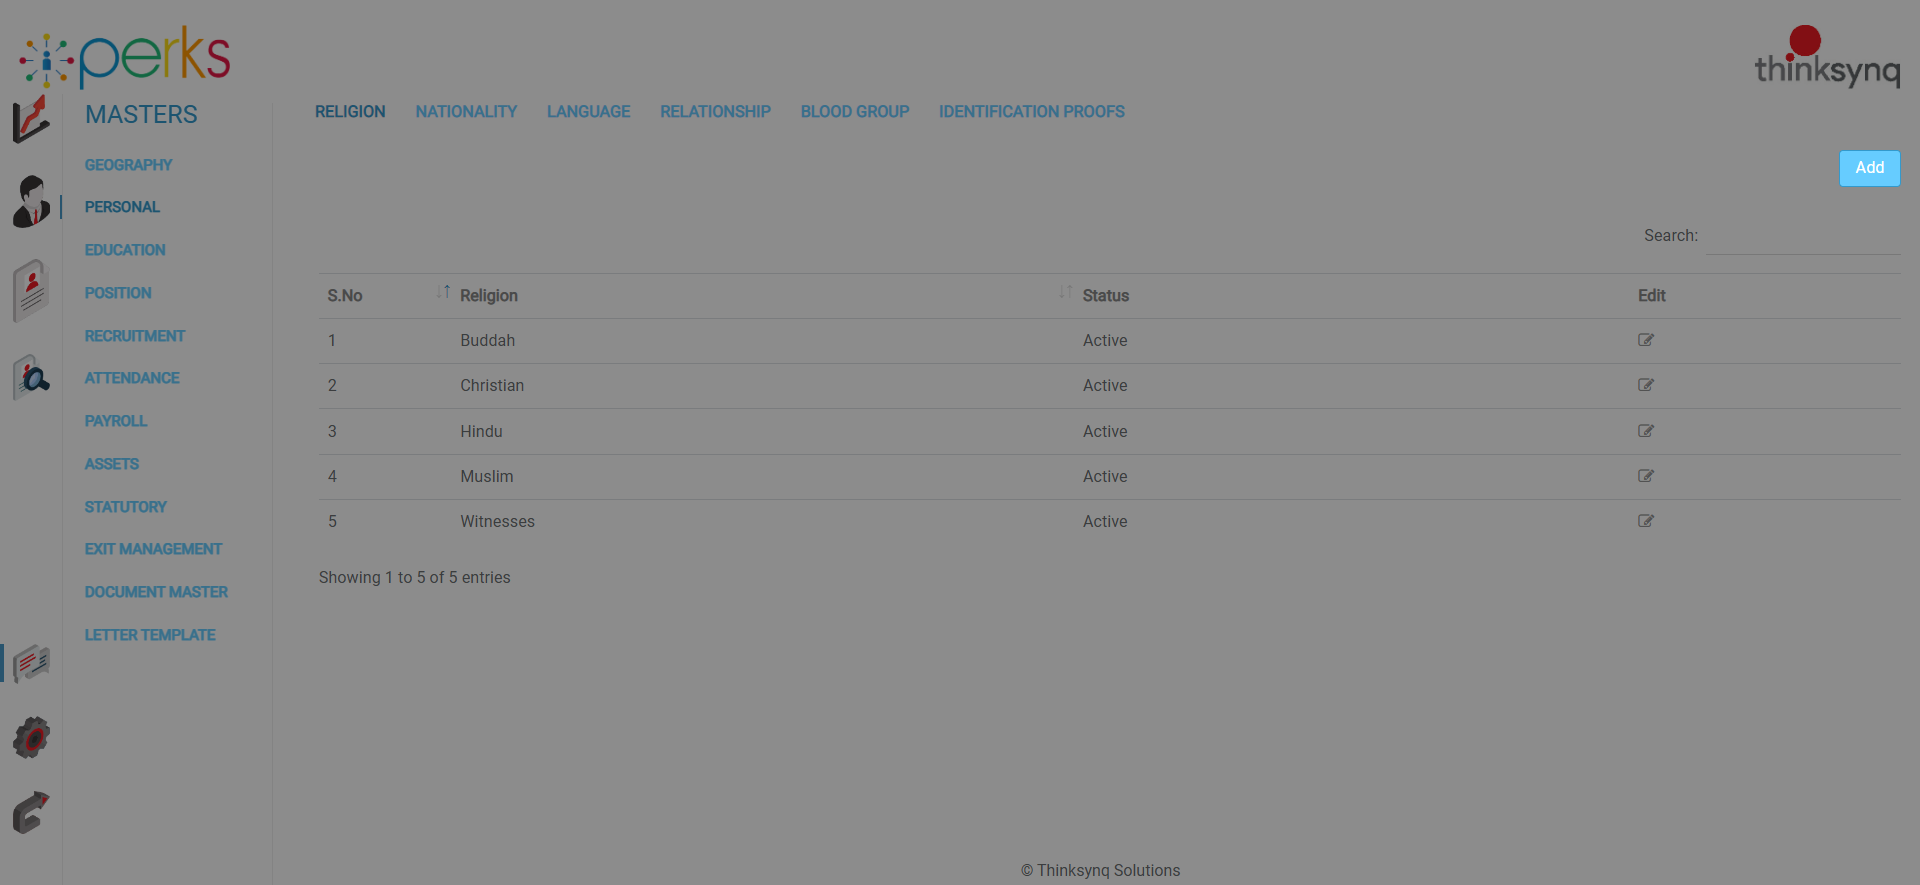 perks
thinksynq
MASTERS
GEOGRAPHY
PERSONAL
EDUCATION
POSITION
RECRUITMENT
ATTENDANCE
PAYROLL
ASSETS
STATUTORY
EXIT MANAGEMENT
DOCUMENT MASTER
LETTER TEMPLATE
RELIGION NATIONALITY LANGUAGE RELATIONSHIP BLOOD GROUP IDENTIFICATION PROOFS
Add
Search:
S.No Religion Status Edit
1 Buddah Active
2 Christian Active
3 Hindu Active
4 Muslim Active
5 Witnesses Active
Showing 1 to 5 of 5 entries
© Thinksynq Solutions